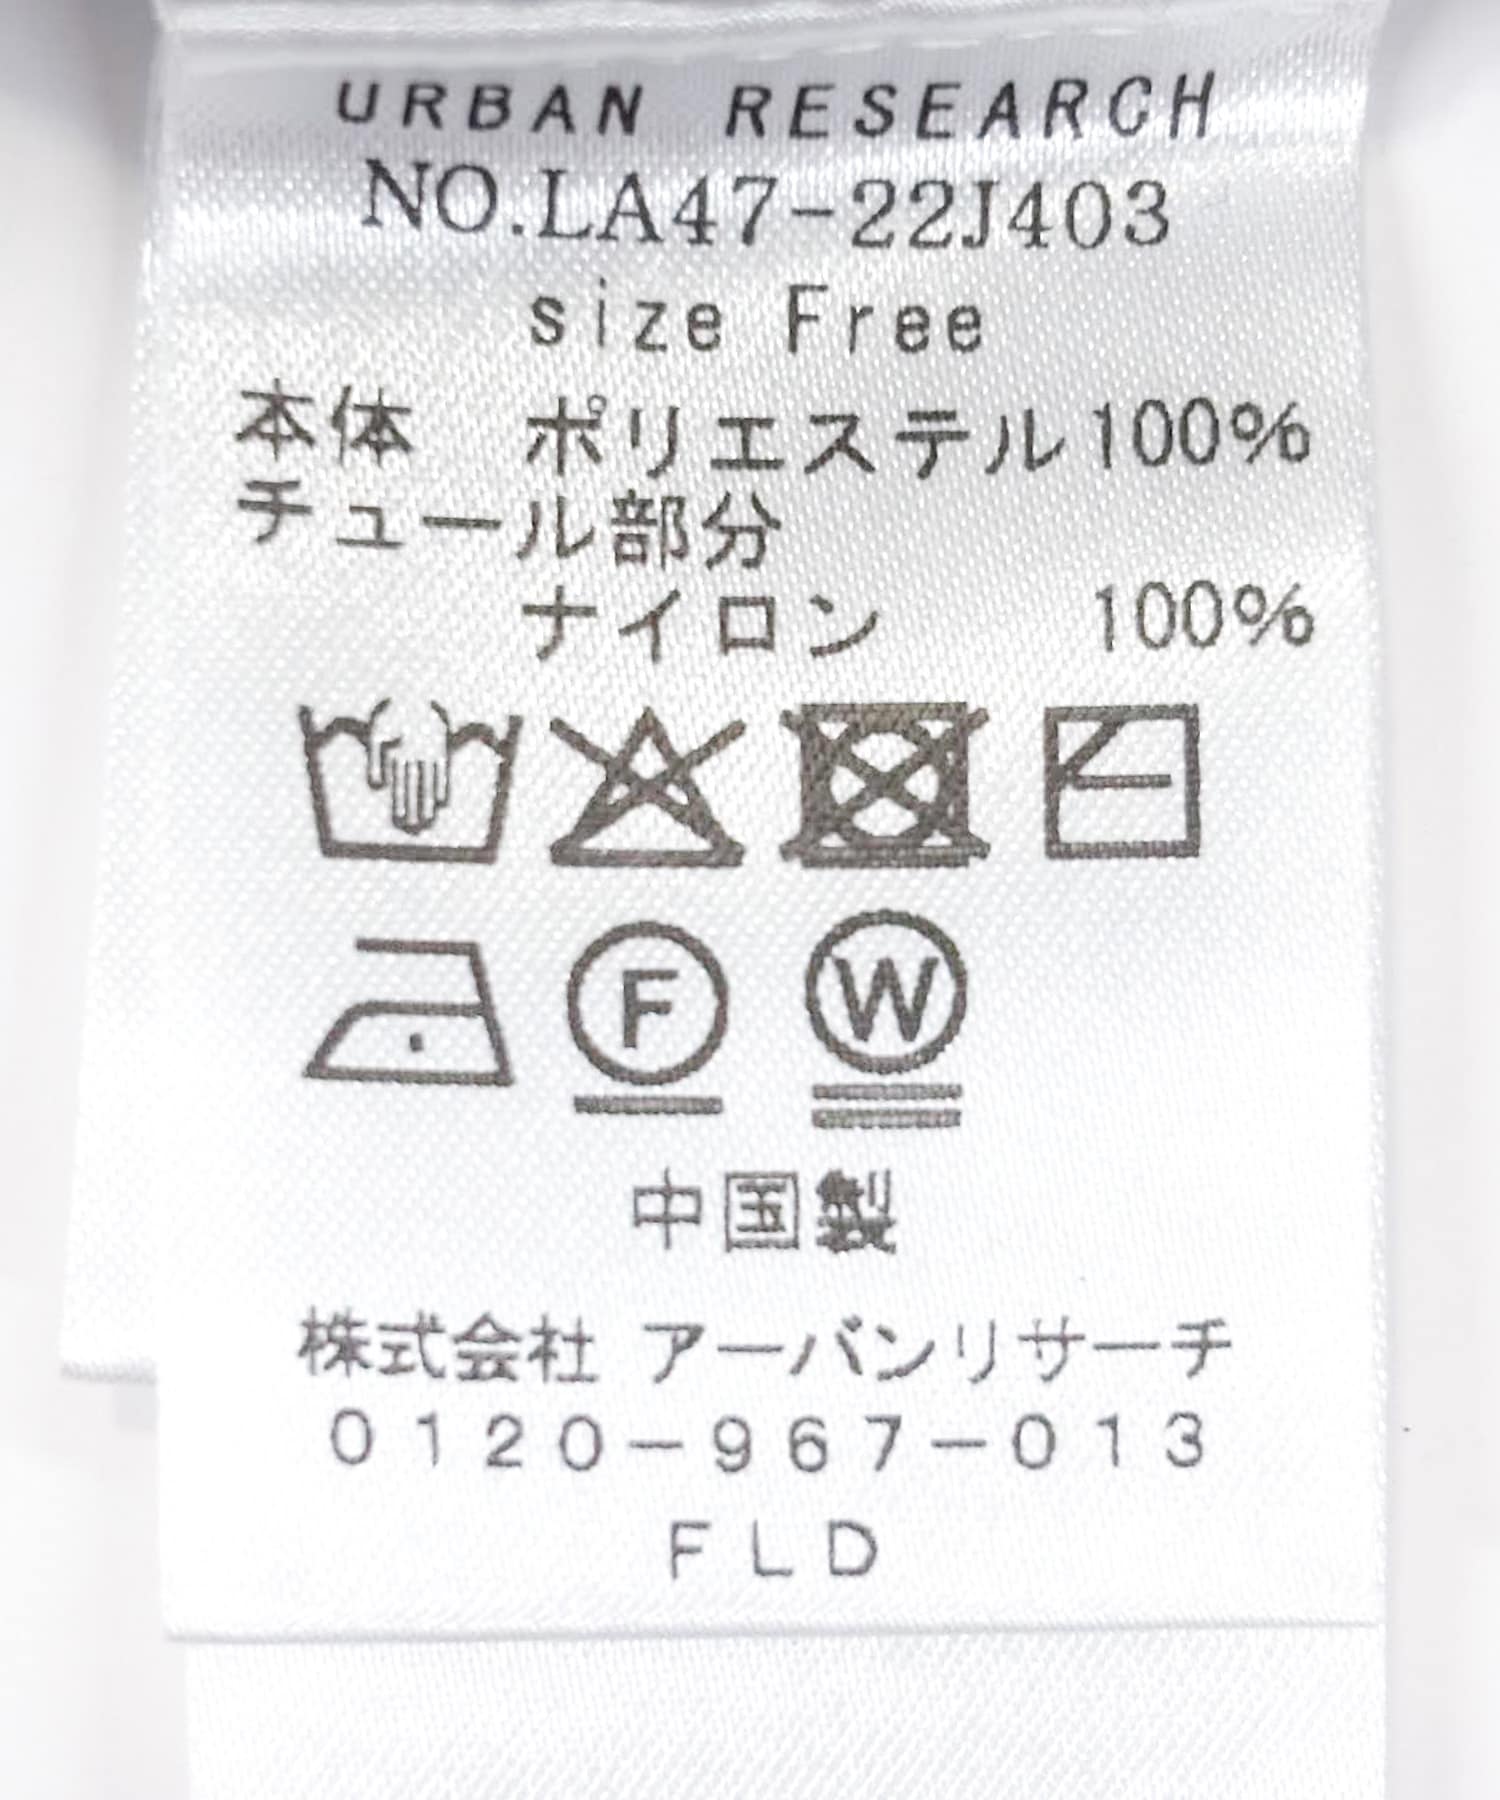 URBAN RESEARCH
NO.LA47-22J403
size Free
本体 ポリエステル100%
チュール部分
ナイロン 100%
F W
中国製
株式会社 アーバンリサーチ
0120-967-013
FLD